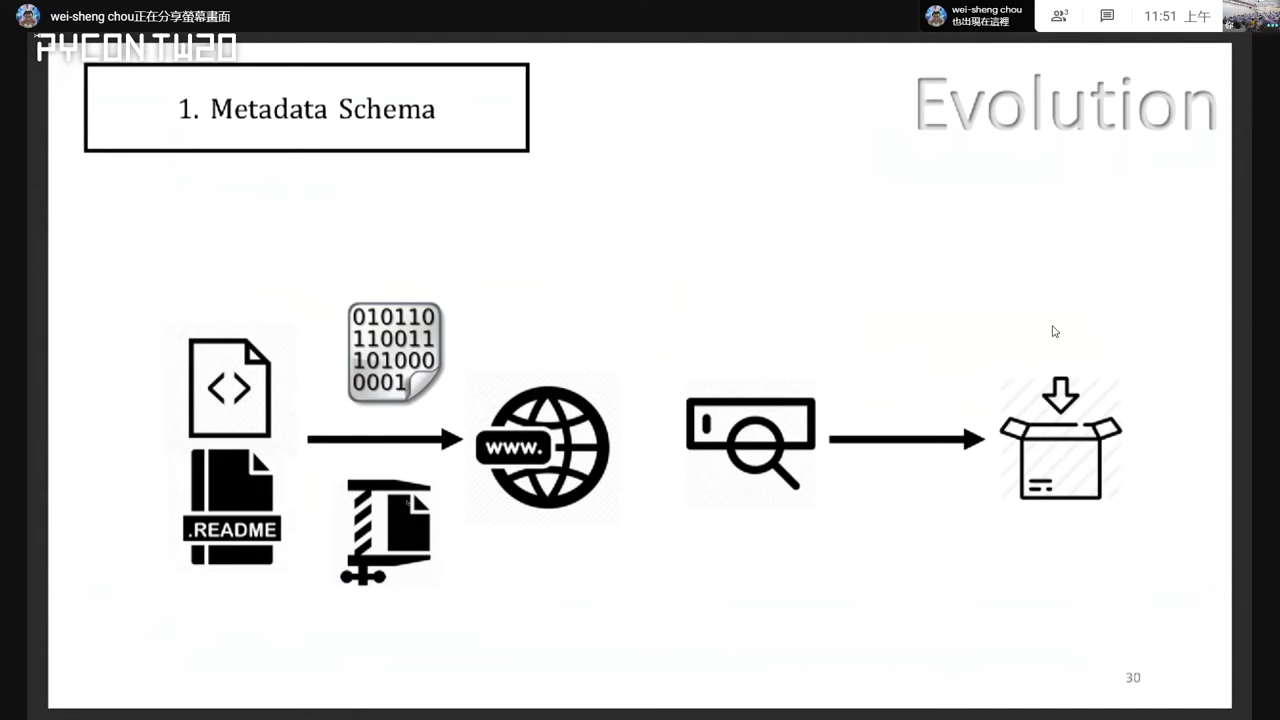 wei-sheng chou正在分享螢幕畫面
wei-sheng chou
也出現在這裡
3
11:51 上午
你
PYCON TW20
1. Metadata Schema
Evolution
010110
110011
101000
0001
www.
.README
30